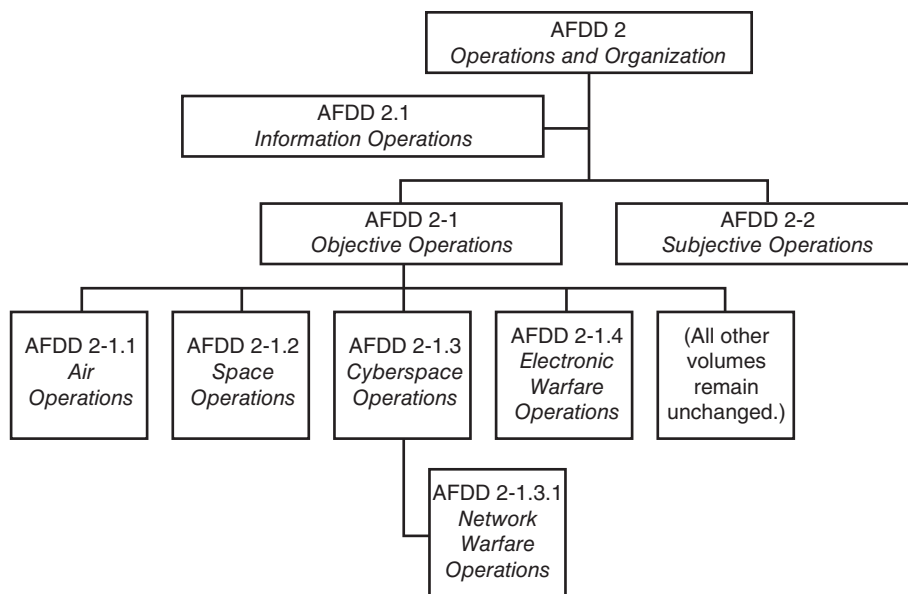 AFDD 2
Operations and Organization
AFDD 2.1
Information Operations
AFDD 2-1
Objective Operations
AFDD 2-2
Subjective Operations
AFDD 2-1.1
Air
Operations
AFDD 2-1.2
Space
Operations
AFDD 2-1.3
Cyberspace
Operations
AFDD 2-1.4
Electronic
Warfare
Operations
(All other
volumes
remain
unchanged.)
AFDD 2-1.3.1
Network
Warfare
Operations